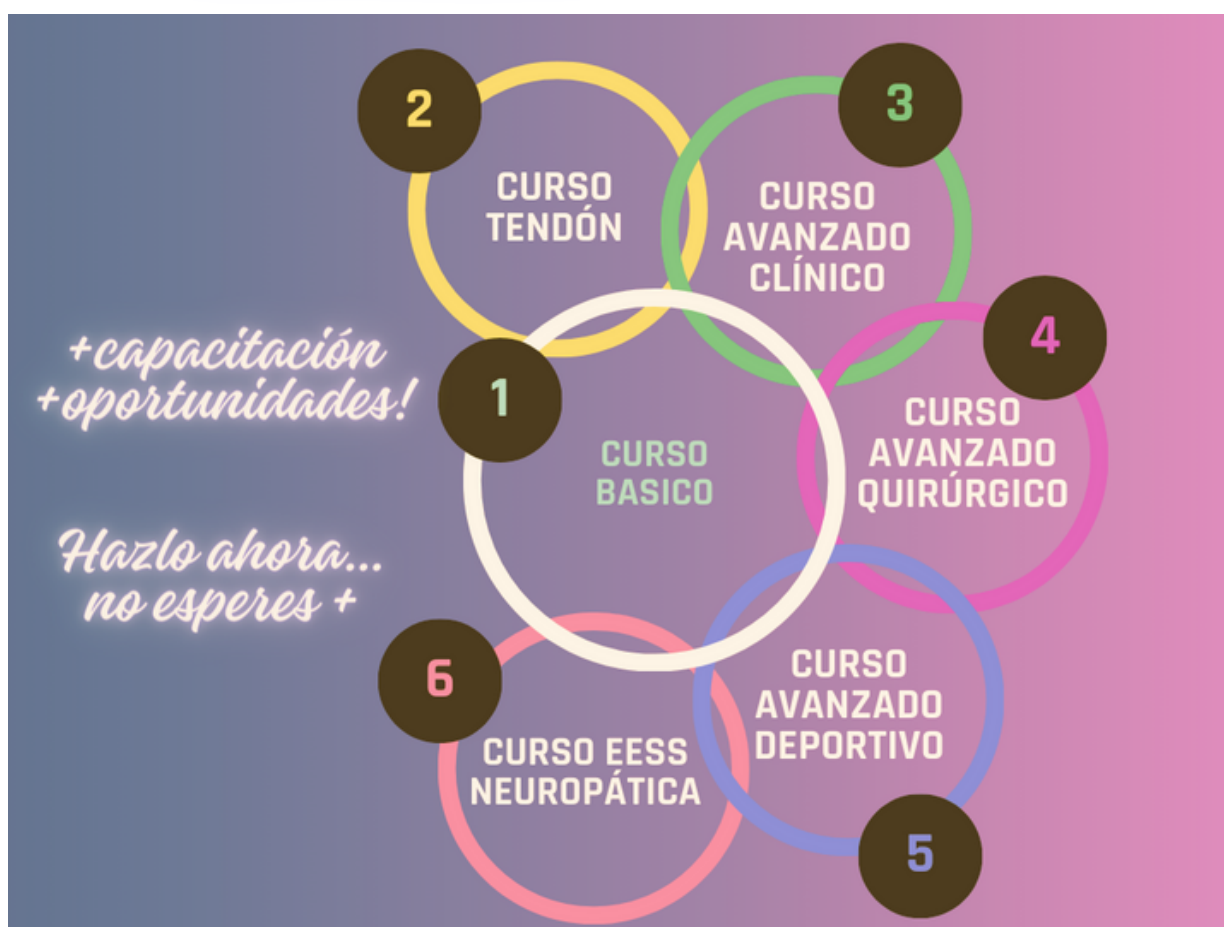 +capacitación
+oportunidades!
Hazlo ahora...
no esperes +
1
CURSO
BASICO
2
CURSO
TENDÓN
3
CURSO
AVANZADO
CLÍNICO
4
CURSO
AVANZADO
QUIRÚRGICO
5
CURSO
AVANZADO
DEPORTIVO
6
CURSO EESS
NEUROPÁTICA